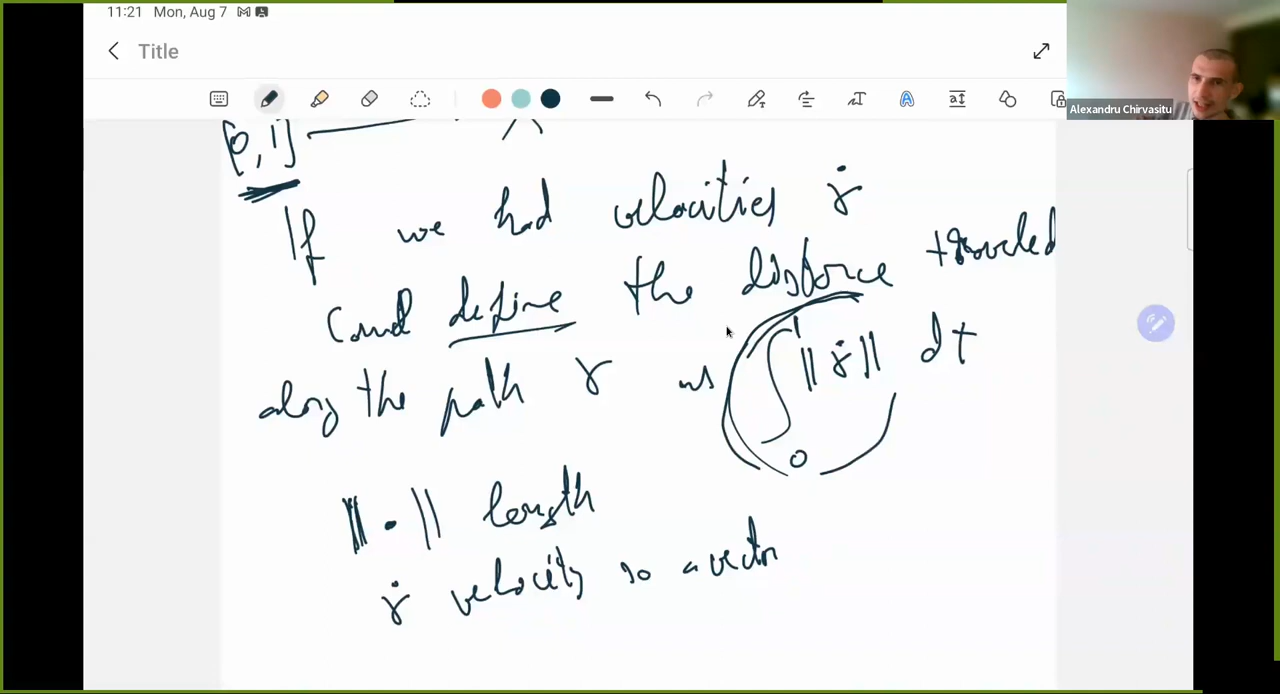 11:21 Mon, Aug 7
Title
Alexandru Chirvasitu
[0,1]
If we had velocities γ̇
could define the distance traveled
along the path γ as ∫₀¹ ||γ̇|| dt
||·|| length
γ̇ velocity so a vector